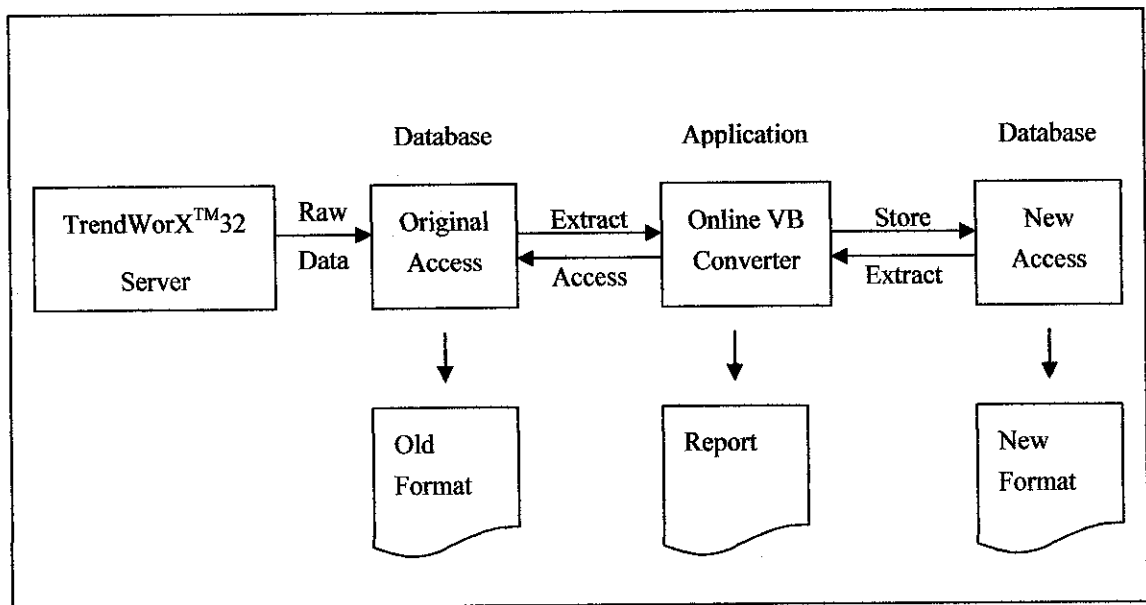 Database
Application
Database
TrendWorX™32
Server
Raw
Data
Original
Access
Extract
Access
Online VB
Converter
Store
Extract
New
Access
Old
Format
Report
New
Format